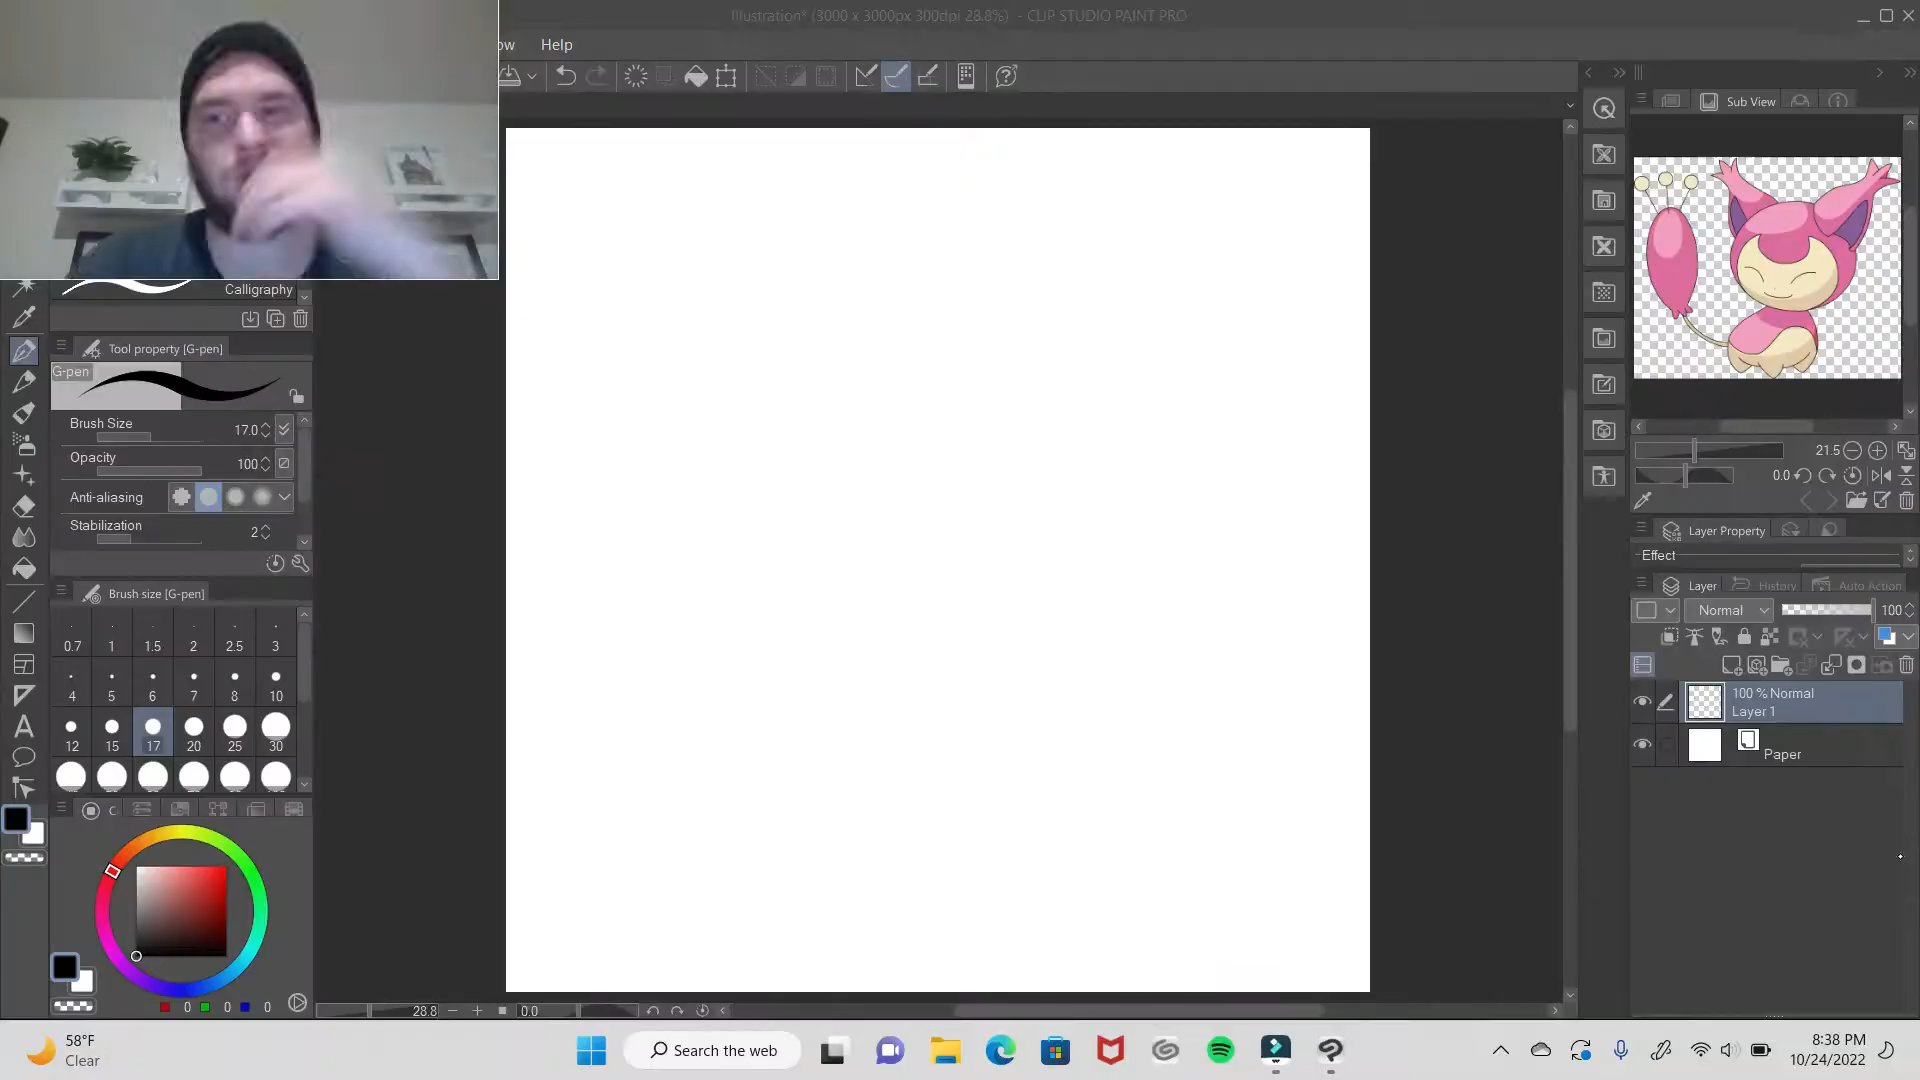 Illustration* (3000 x 3000px 300dpi 28.8%) - CLIP STUDIO PAINT PRO
ow Help
Sub View
Calligraphy
Tool property [G-pen]
G-pen
Brush Size 17.0
Opacity 100
Anti-aliasing
Stabilization 2
21.5
0.0
Layer Property
Effect
Layer History Auto Action
Normal 100
100 % Normal
Layer 1
Paper
Brush size [G-pen]
0.7 1 1.5 2 2.5 3
4 5 6 7 8 10
12 15 17 20 25 30
C
0 0 0
28.8 0.0
58°F
Clear
Search the web
8:38 PM
10/24/2022